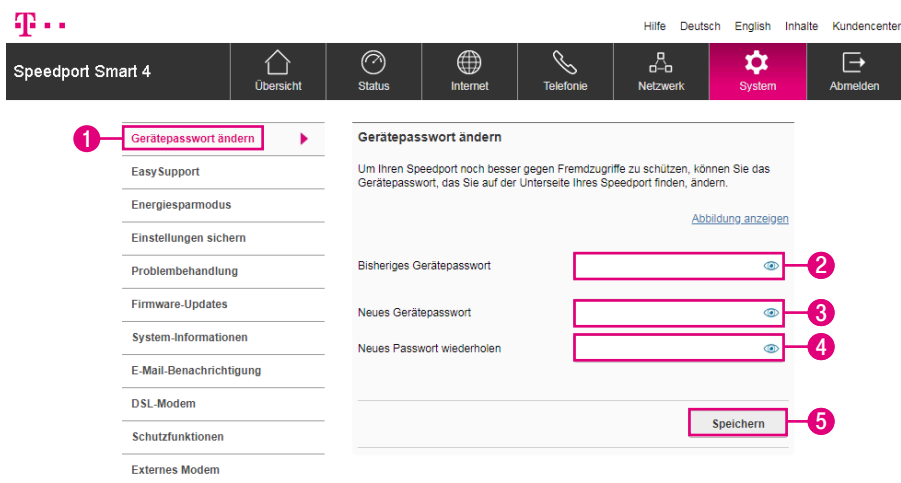 T
Hilfe Deutsch English Inhalte Kundencenter
Speedport Smart 4
Übersicht Status Internet Telefonie Netzwerk System Abmelden
1 Gerätepasswort ändern
EasySupport
Energiesparmodus
Einstellungen sichern
Problembehandlung
Firmware-Updates
System-Informationen
E-Mail-Benachrichtigung
DSL-Modem
Schutzfunktionen
Externes Modem
Gerätepasswort ändern
Um Ihren Speedport noch besser gegen Fremdzugriffe zu schützen, können Sie das
Gerätepasswort, das Sie auf der Unterseite Ihres Speedport finden, ändern.
Abbildung anzeigen
Bisheriges Gerätepasswort 2
Neues Gerätepasswort 3
Neues Passwort wiederholen 4
Speichern 5